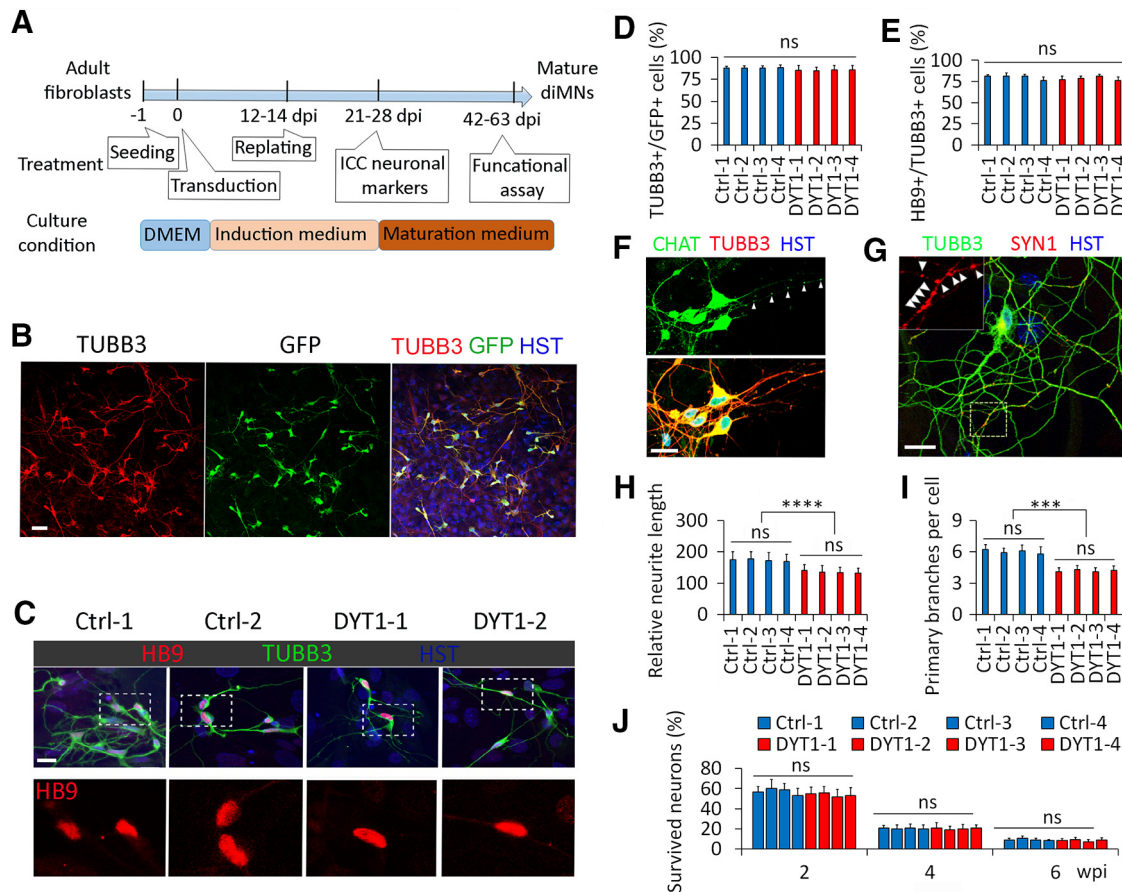 A
Adult
fibroblasts
Mature
diMNs
-1 0 12-14 dpi 21-28 dpi 42-63 dpi
Treatment
Seeding
Transduction
Replating
ICC neuronal
markers
Funcational
assay
Culture
condition
DMEM
Induction medium
Maturation medium
B
TUBB3
GFP
TUBB3 GFP HST
C
Ctrl-1 Ctrl-2 DYT1-1 DYT1-2
HB9 TUBB3 HST
HB9
D
TUBB3+/GFP+ cells (%)
ns
100
75
50
25
0
Ctrl-1
Ctrl-2
Ctrl-3
Ctrl-4
DYT1-1
DYT1-2
DYT1-3
DYT1-4
E
HB9+/TUBB3+ cells (%)
ns
100
75
50
25
0
Ctrl-1
Ctrl-2
Ctrl-3
Ctrl-4
DYT1-1
DYT1-2
DYT1-3
DYT1-4
F
CHAT TUBB3 HST
G
TUBB3 SYN1 HST
H
Relative neurite length
****
ns
ns
300
200
100
0
Ctrl-1
Ctrl-2
Ctrl-3
Ctrl-4
DYT1-1
DYT1-2
DYT1-3
DYT1-4
I
Primary branches per cell
***
ns
ns
9
6
3
0
Ctrl-1
Ctrl-2
Ctrl-3
Ctrl-4
DYT1-1
DYT1-2
DYT1-3
DYT1-4
J
Ctrl-1 Ctrl-2 Ctrl-3 Ctrl-4
DYT1-1 DYT1-2 DYT1-3 DYT1-4
Survived neurons (%)
80
60
40
20
0
ns
ns
ns
2 4 6 wpi